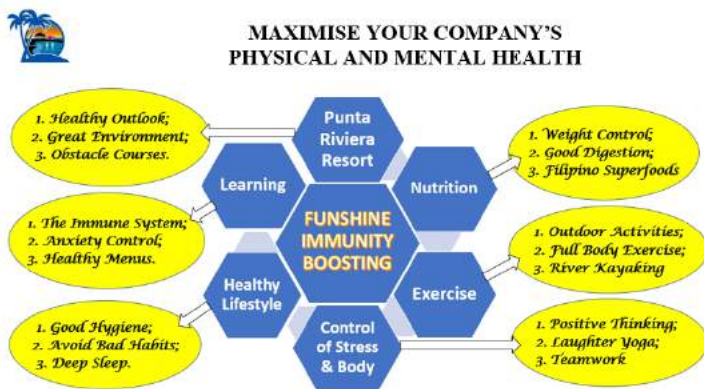 MAXIMISE YOUR COMPANY'S
PHYSICAL AND MENTAL HEALTH
Punta
Riviera
Resort
1. Healthy Outlook;
2. Great Environment;
3. Obstacle Courses.
Learning
1. The Immune System;
2. Anxiety Control;
3. Healthy Menus.
Healthy
Lifestyle
1. Good Hygiene;
2. Avoid Bad Habits;
3. Deep Sleep.
FUNSHINE
IMMUNITY
BOOSTING
Nutrition
1. Weight Control;
2. Good Digestion;
3. Filipino Superfoods
Exercise
1. Outdoor Activities;
2. Full Body Exercise;
3. River Kayaking
Control
of Stress
& Body
1. Positive Thinking;
2. Laughter Yoga;
3. Teamwork